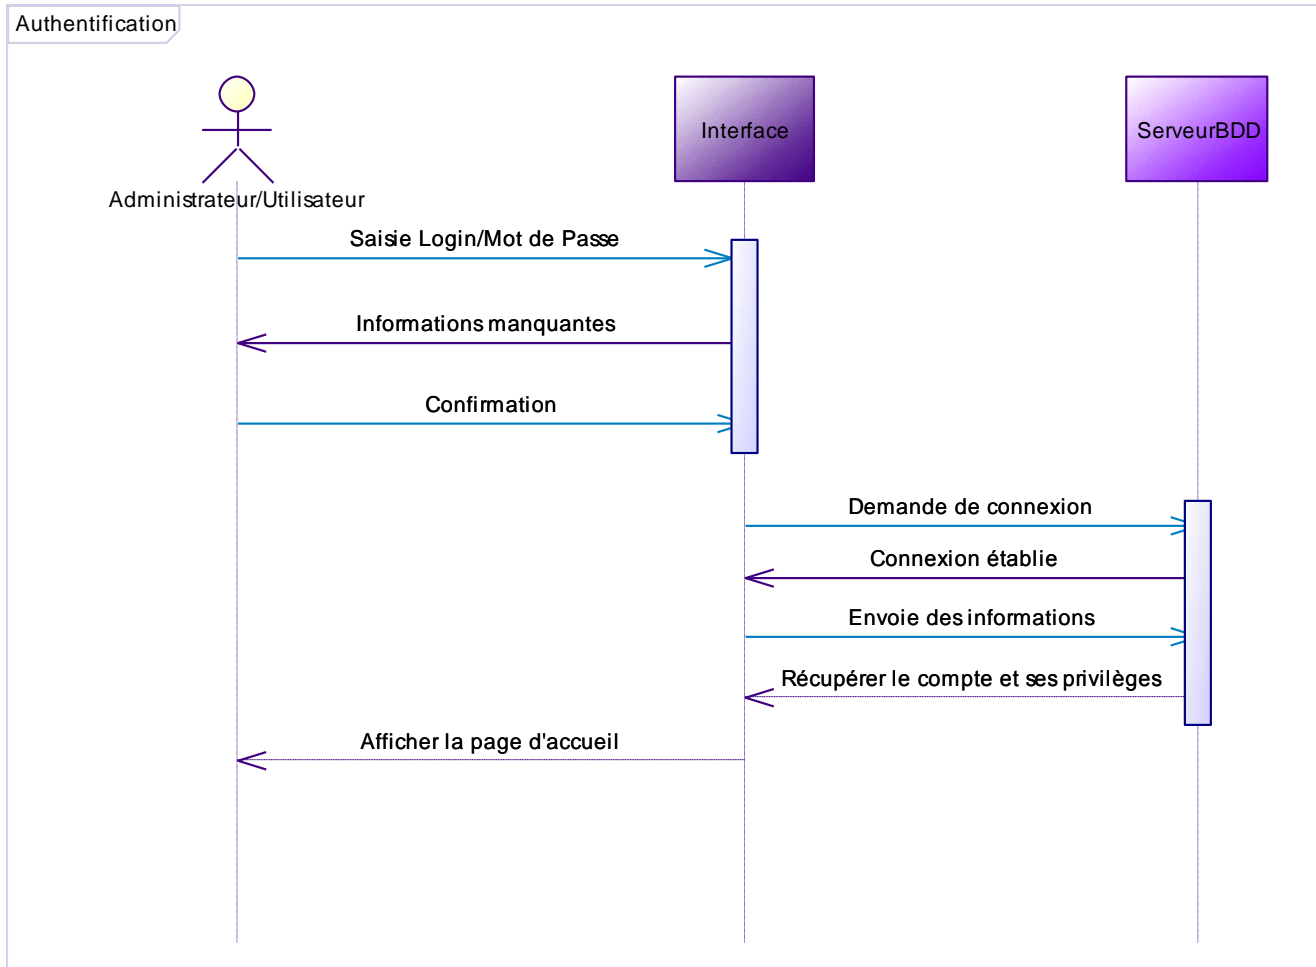 Authentification
Interface
ServeurBDD
Administrateur/Utilisateur
Saisie Login/Mot de Passe
Informations manquantes
Confirmation
Demande de connexion
Connexion établie
Envoie des informations
Récupérer le compte et ses privilèges
Afficher la page d'accueil